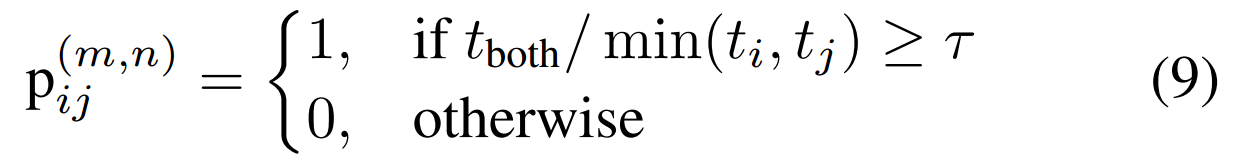 p_{ij}^{(m,n)} = { 1, if t_both / min(t_i, t_j) ≥ τ
0, otherwise (9)